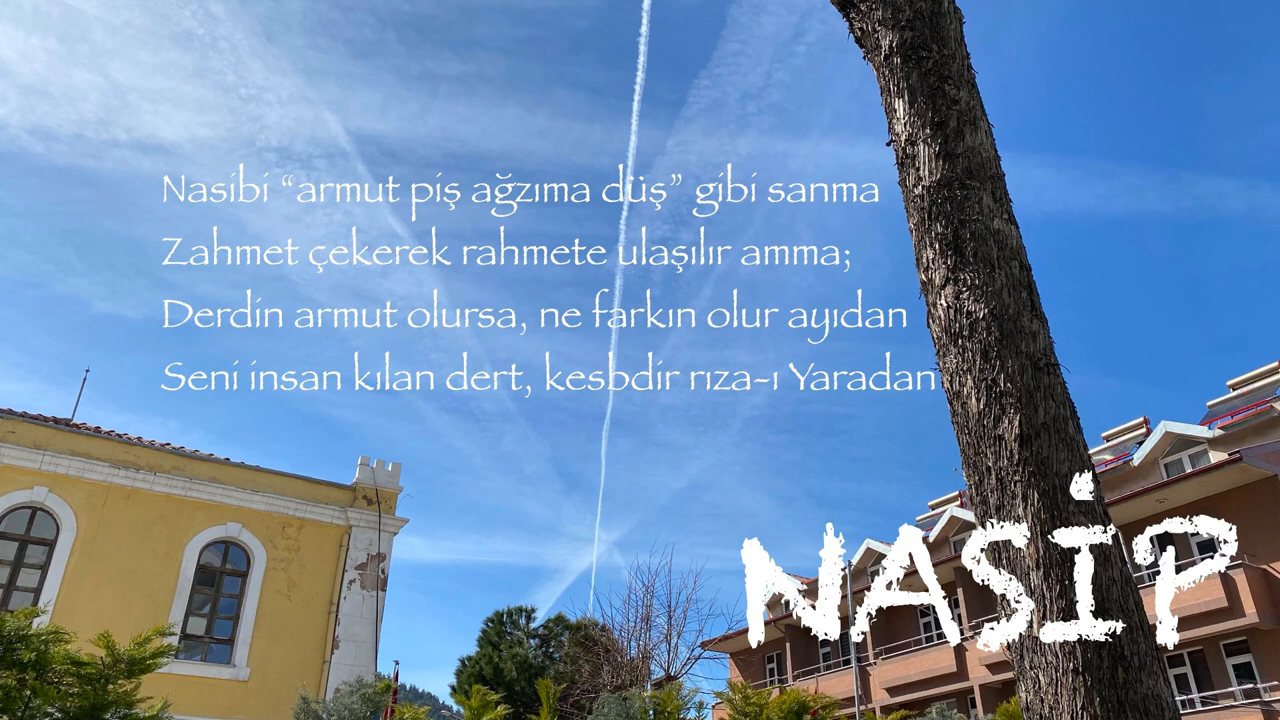 Nasibi “armut piş ağzıma düş” gibi sanma
Zahmet çekerek rahmete ulaşılır amma;
Derdin armut olursa, ne farkın olur ayıdan
Seni insan kılan dert, kesbdir rıza-ı Yaradan
NASİP